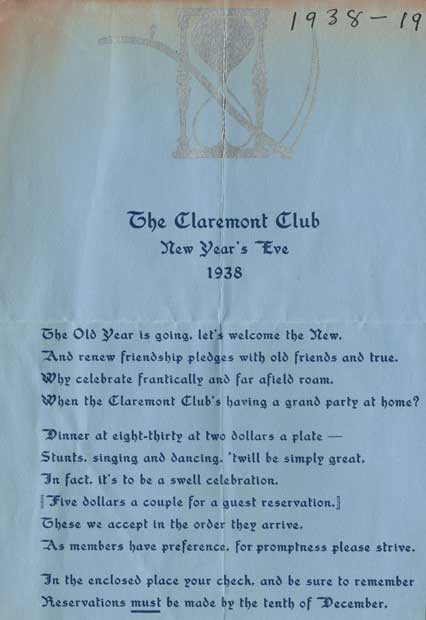 1938-19
The Claremont Club
New Year's Eve
1938
The Old Year is going, let's welcome the New.
And renew friendship pledges with old friends and true.
Why celebrate frantically and far afield roam.
When the Claremont Club's having a grand party at home?
Dinner at eight-thirty at two dollars a plate —
Stunts, singing and dancing, 'twill be simply great.
In fact, it's to be a swell celebration.
[Five dollars a couple for a guest reservation.]
These we accept in the order they arrive.
As members have preference, for promptness please strive.
In the enclosed place your check, and be sure to remember
Reservations must be made by the tenth of December.